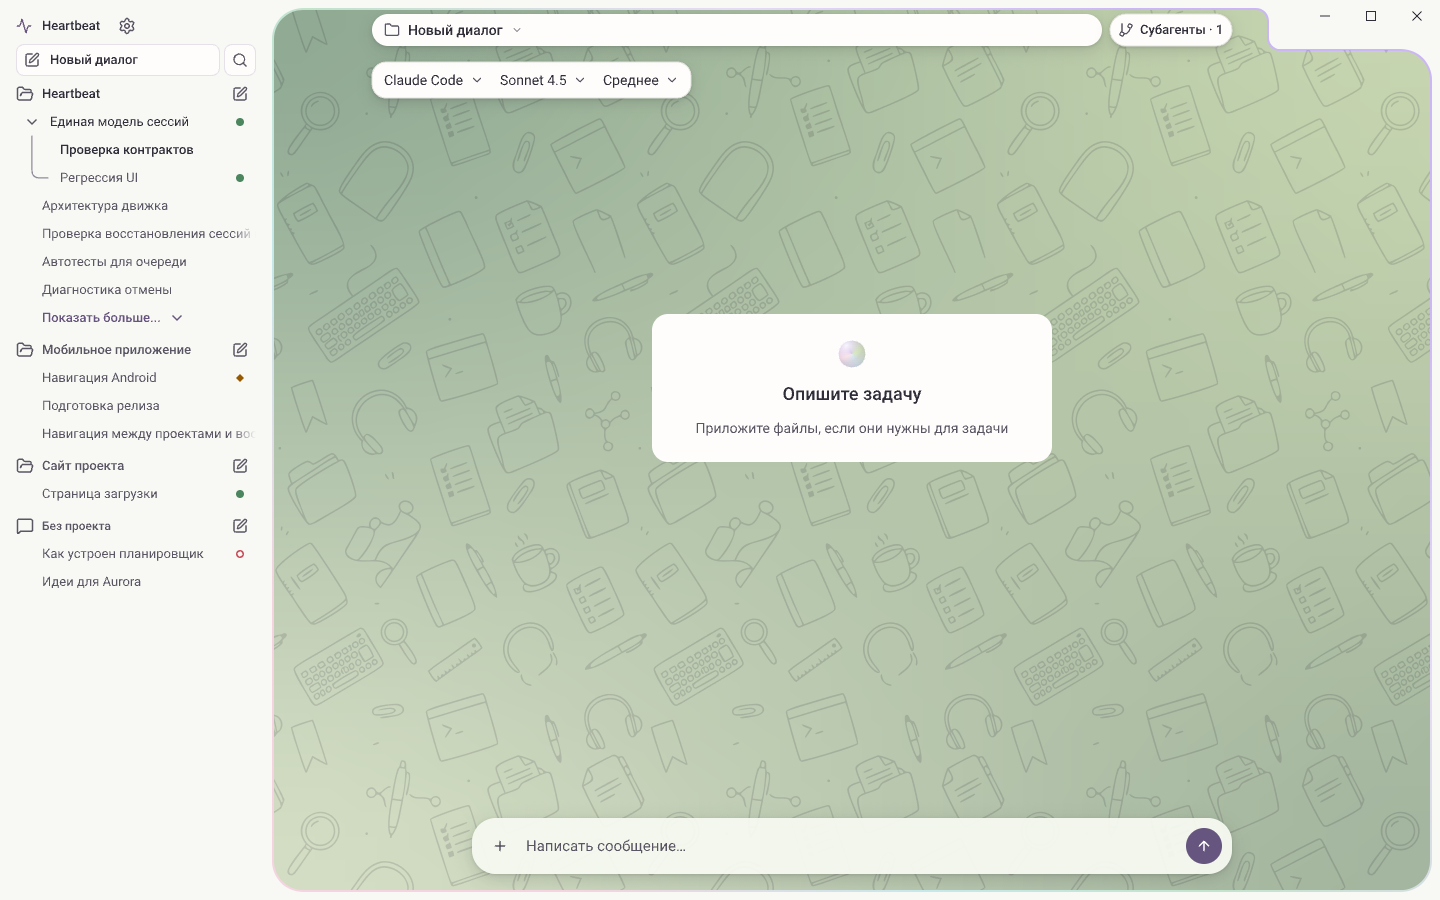 Heartbeat
Новый диалог
Heartbeat
Единая модель сессий
Проверка контрактов
Регрессия UI
Архитектура движка
Проверка восстановления сессий
Автотесты для очереди
Диагностика отмены
Показать больше...
Мобильное приложение
Навигация Android
Подготовка релиза
Навигация между проектами и вос
Сайт проекта
Страница загрузки
Без проекта
Как устроен планировщик
Идеи для Aurora
Новый диалог
Субагенты · 1
Claude Code Sonnet 4.5 Среднее
Опишите задачу
Приложите файлы, если они нужны для задачи
Написать сообщение...